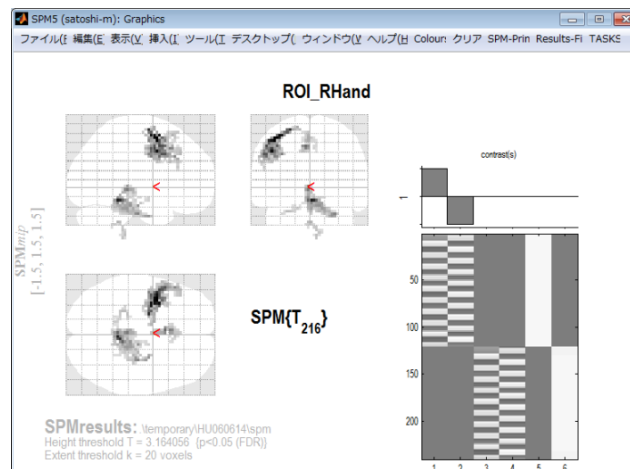 SPM5 (satoshi-m): Graphics
ファイル(F 編集(E 表示(V 挿入(I ツール(T デスクトップ( ウィンドウ(V ヘルプ(H Colour: クリア SPM-Prin Results-Fi TASKS
ROI_RHand
contrast(s)
1
SPMmip
[-1.5, 1.5, 1.5]
<
<
<
SPM{T216}
50
100
150
200
1 2 3 4 5 6
SPMresults: .\temporary\HU060614\spm
Height threshold T = 3.164056 {p<0.05 (FDR)}
Extent threshold k = 20 voxels